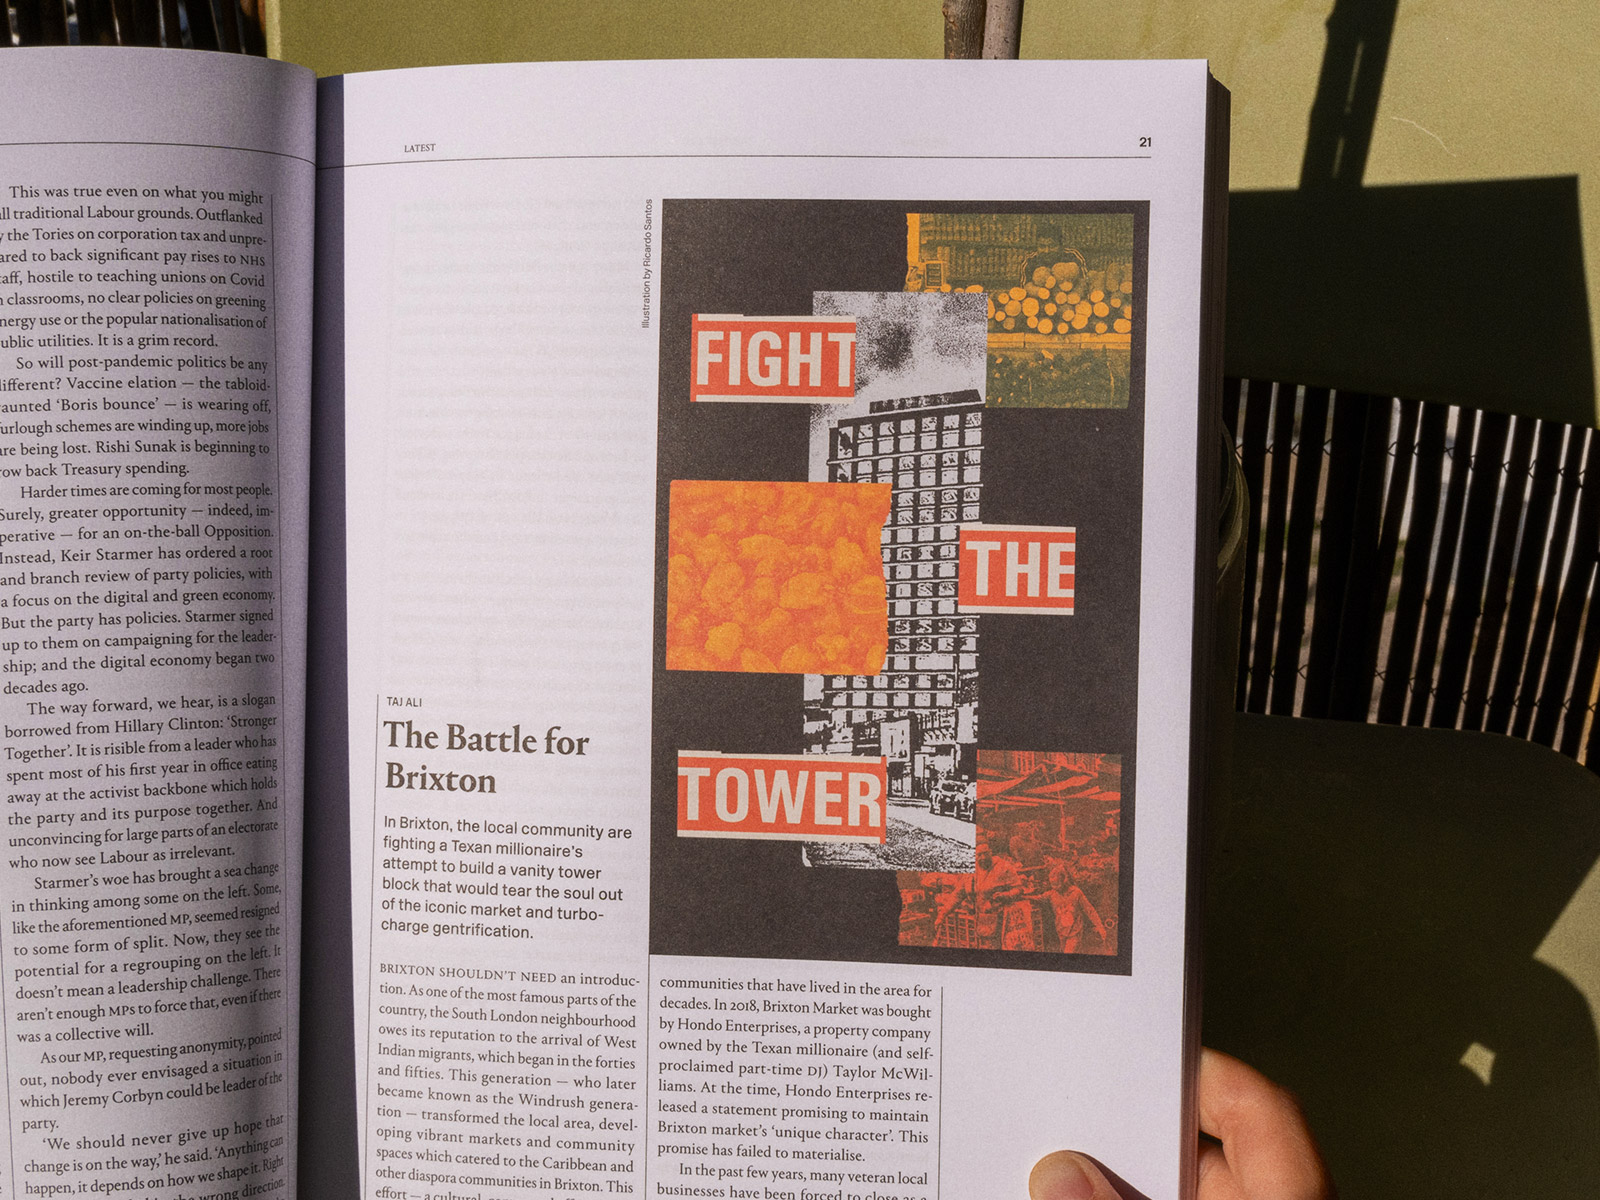 This was true even on what you might
traditional Labour grounds. Outflanked
the Tories on corporation tax and unpre-
ared to back significant pay rises to NHS
aff, hostile to teaching unions on Covid
classrooms, no clear policies on greening
nergy use or the popular nationalisation of
ublic utilities. It is a grim record.
So will post-pandemic politics be any
ifferent? Vaccine elation — the tabloid-
aunted ‘Boris bounce’ — is wearing off,
urlough schemes are winding up, more jobs
re being lost. Rishi Sunak is beginning to
ow back Treasury spending.
Harder times are coming for most people.
Surely, greater opportunity — indeed, im-
perative — for an on-the-ball Opposition.
Instead, Keir Starmer has ordered a root
and branch review of party policies, with
a focus on the digital and green economy.
But the party has policies. Starmer signed
up to them on campaigning for the leader-
ship; and the digital economy began two
decades ago.
The way forward, we hear, is a slogan
borrowed from Hillary Clinton: ‘Stronger
Together’. It is risible from a leader who has
spent most of his first year in office eating
away at the activist backbone which holds
the party and its purpose together. And
unconvincing for large parts of an electorate
who now see Labour as irrelevant.
Starmer’s woe has brought a sea change
in thinking among some on the left. Some,
like the aforementioned MP, seemed resigned
to some form of split. Now, they see the
potential for a regrouping on the left. It
doesn’t mean a leadership challenge. There
aren’t enough MPs to force that, even if there
was a collective will.
As our MP, requesting anonymity, pointed
out, nobody ever envisaged a situation in
which Jeremy Corbyn could be leader of the
party.
‘We should never give up hope that
change is on the way,’ he said. ‘Anything can
happen, it depends on how we shape it. Right
the wrong direction
LATEST
21
Illustration by Ricardo Santos
FIGHT
THE
TOWER
TAJ ALI
The Battle for
Brixton
In Brixton, the local community are
fighting a Texan millionaire’s
attempt to build a vanity tower
block that would tear the soul out
of the iconic market and turbo-
charge gentrification.
BRIXTON SHOULDN’T NEED an introduc-
tion. As one of the most famous parts of the
country, the South London neighbourhood
owes its reputation to the arrival of West
Indian migrants, which began in the forties
and fifties. This generation — who later
became known as the Windrush genera-
tion — transformed the local area, devel-
oping vibrant markets and community
spaces which catered to the Caribbean and
other diaspora communities in Brixton. This
effort — a cultural,
communities that have lived in the area for
decades. In 2018, Brixton Market was bought
by Hondo Enterprises, a property company
owned by the Texan millionaire (and self-
proclaimed part-time DJ) Taylor McWil-
liams. At the time, Hondo Enterprises re-
leased a statement promising to maintain
Brixton market’s ‘unique character’. This
promise has failed to materialise.
In the past few years, many veteran local
businesses have been forced to close as a